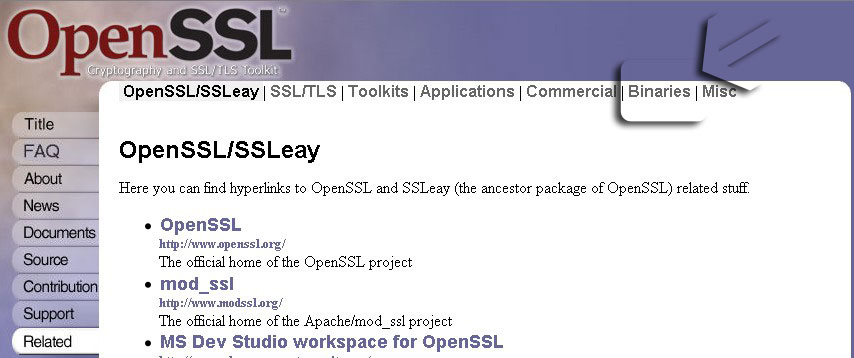 OpenSSL™
Cryptography and SSL/TLS Toolkit
OpenSSL/SSLeay | SSL/TLS | Toolkits | Applications | Commercial | Binaries | Misc
Title
FAQ
About
News
Documents
Source
Contribution
Support
Related
OpenSSL/SSLeay
Here you can find hyperlinks to OpenSSL and SSLeay (the ancestor package of OpenSSL) related stuff.
OpenSSL
http://www.openssl.org/
The official home of the OpenSSL project
mod_ssl
http://www.modssl.org/
The official home of the Apache/mod_ssl project
MS Dev Studio workspace for OpenSSL